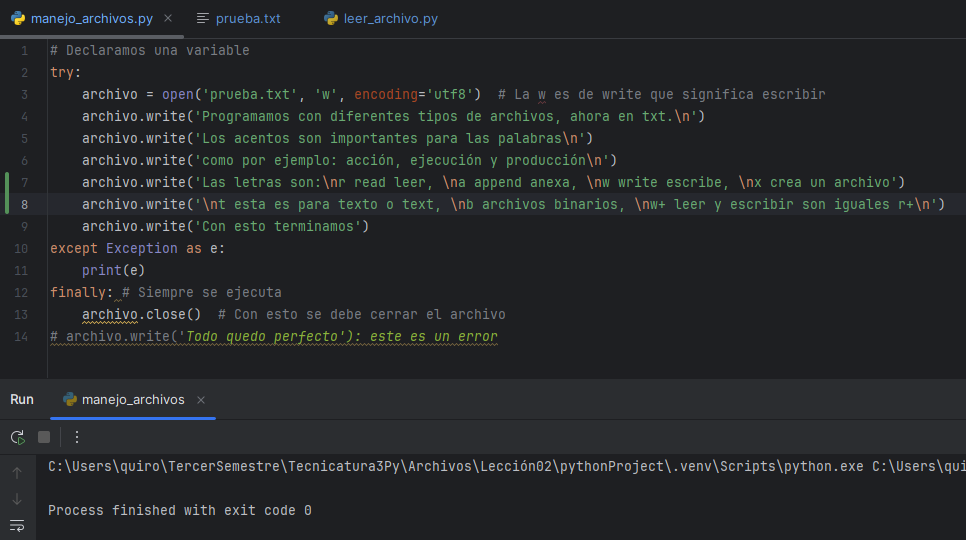 manejo_archivos.py × prueba.txt leer_archivo.py
1 # Declaramos una variable
2 try:
3 archivo = open('prueba.txt', 'w', encoding='utf8') # La w es de write que significa escribir
4 archivo.write('Programamos con diferentes tipos de archivos, ahora en txt.\n')
5 archivo.write('Los acentos son importantes para las palabras\n')
6 archivo.write('como por ejemplo: acción, ejecución y producción\n')
7 archivo.write('Las letras son:\nr read leer, \na append anexa, \nw write escribe, \nx crea un archivo')
8 archivo.write('\nt esta es para texto o text, \nb archivos binarios, \nw+ leer y escribir son iguales r+\n')
9 archivo.write('Con esto terminamos')
10 except Exception as e:
11 print(e)
12 finally: # Siempre se ejecuta
13 archivo.close() # Con esto se debe cerrar el archivo
14 # archivo.write('Todo quedo perfecto'): este es un error
Run manejo_archivos ×
C:\Users\quiro\TercerSemestre\Tecnicatura3Py\Archivos\Lección02\pythonProject\.venv\Scripts\python.exe C:\Users\qui
Process finished with exit code 0